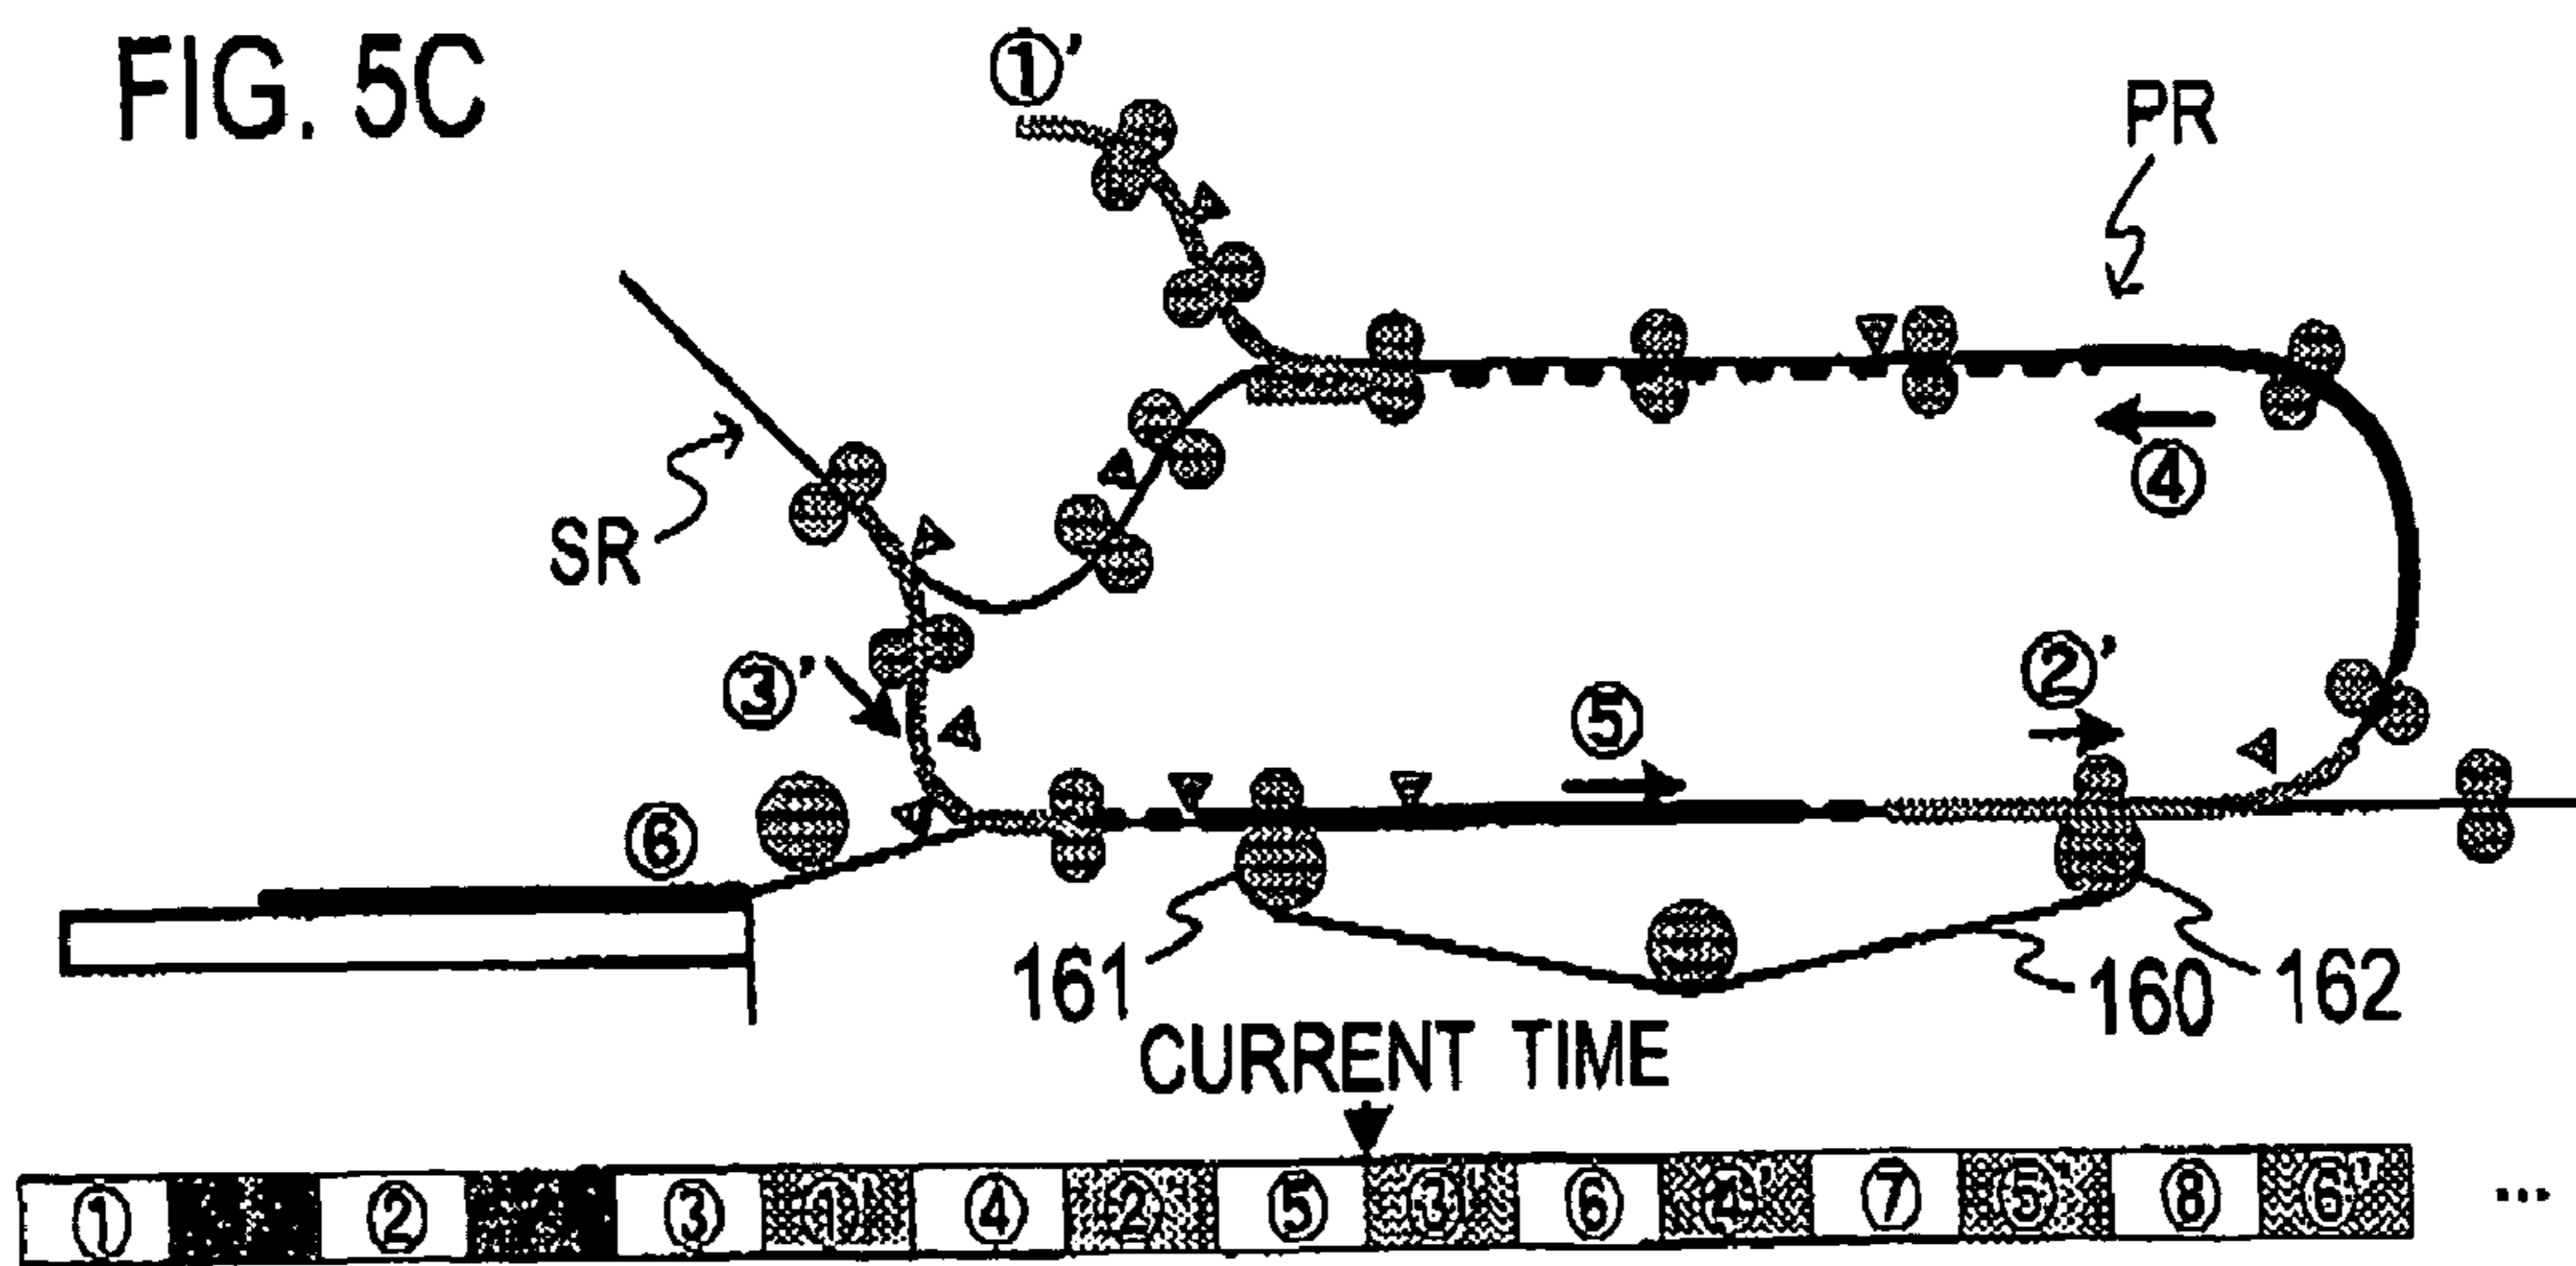 FIG. 5C
①'
PR
SR
④
③'
②'
⑤
⑥
161
160
162
CURRENT TIME
① ② ③ ①' ④ ②' ⑤ ③' ⑥ ④' ⑦ ⑤' ⑧ ⑥' ...